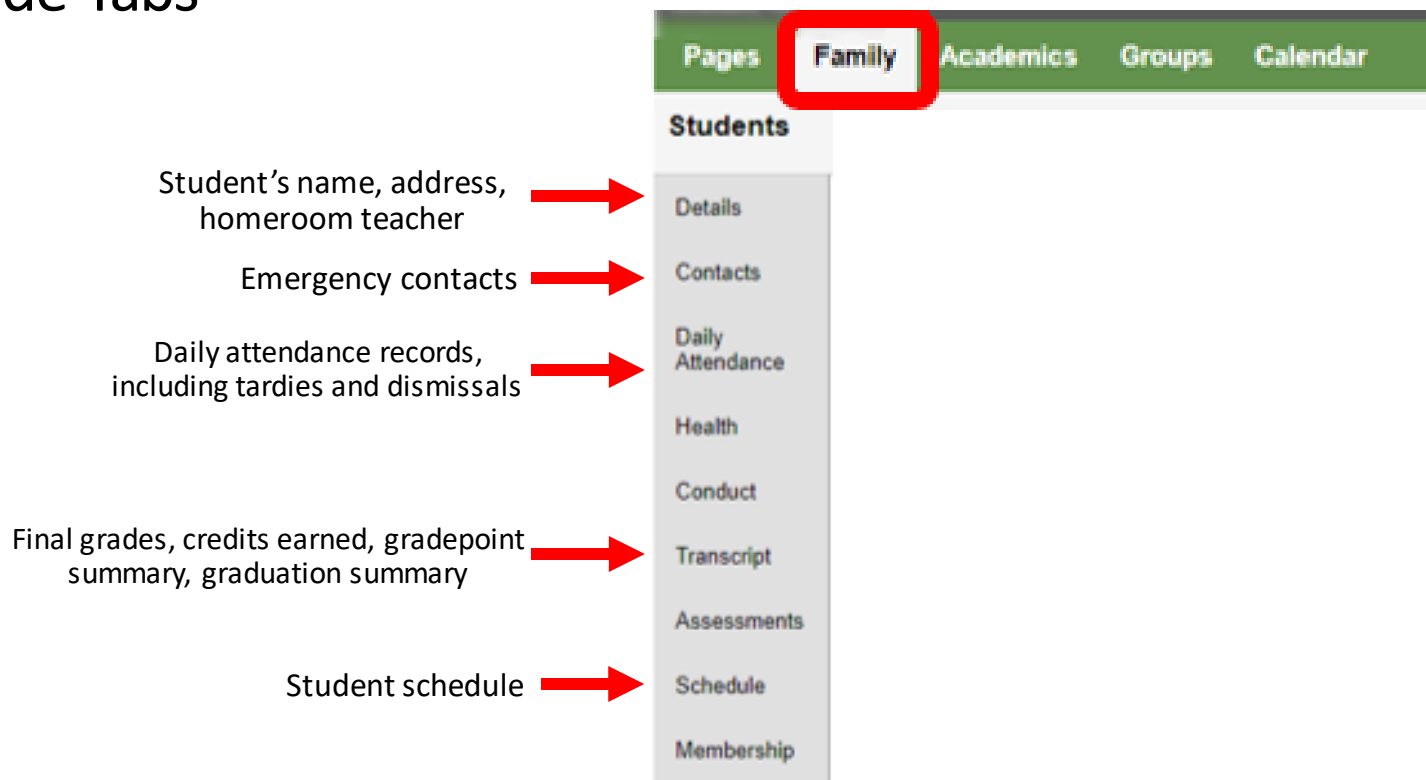 de Tabs
Pages Family Academics Groups Calendar
Students
Student’s name, address,
homeroom teacher
Details
Emergency contacts
Contacts
Daily attendance records,
including tardies and dismissals
Daily
Attendance
Health
Conduct
Final grades, credits earned, gradepoint
summary, graduation summary
Transcript
Assessments
Student schedule
Schedule
Membership